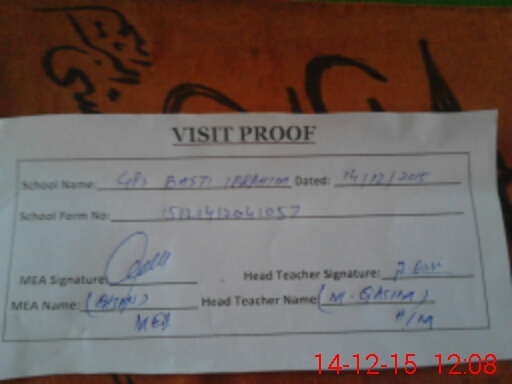 VISIT PROOF
School Name: GPS BASTI IBRAHIM Dated: 14/12/2015
School Form No: 15121412041057
MEA Signature: Head Teacher Signature:
MEA Name: ( ) Head Teacher Name (M. QASIM)
MEA H/M
14-12-15 12:08